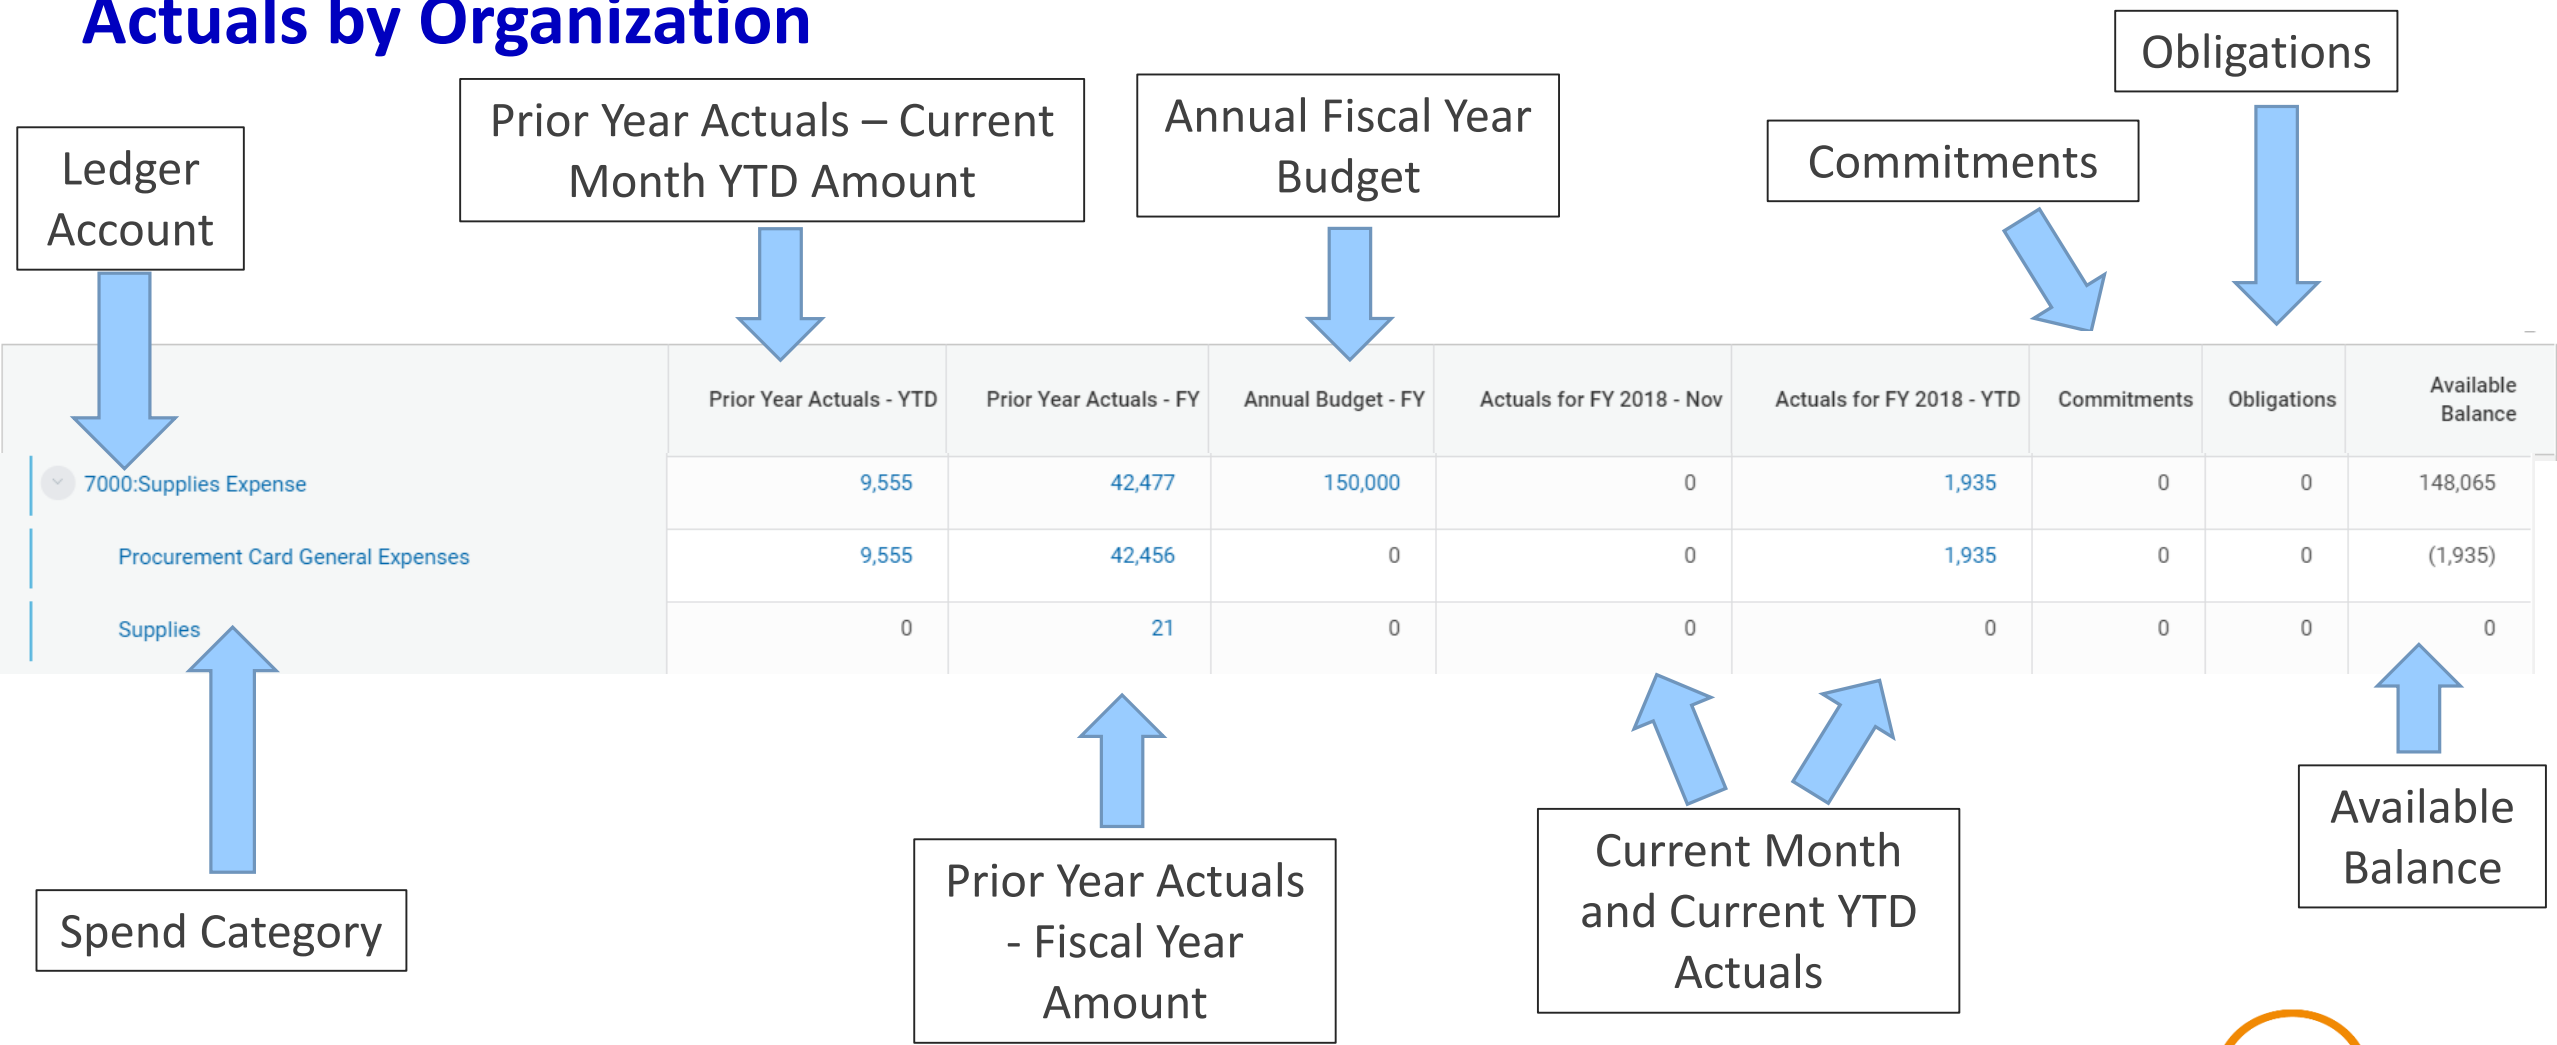 Actuals by Organization
Obligations
Prior Year Actuals – Current
Month YTD Amount
Annual Fiscal Year
Budget
Commitments
Ledger
Account
Prior Year Actuals - YTD
Prior Year Actuals - FY
Annual Budget - FY
Actuals for FY 2018 - Nov
Actuals for FY 2018 - YTD
Commitments
Obligations
Available
Balance
7000:Supplies Expense 9,555 42,477 150,000 0 1,935 0 0 148,065
Procurement Card General Expenses 9,555 42,456 0 0 1,935 0 0 (1,935)
Supplies 0 21 0 0 0 0 0 0
Spend Category
Prior Year Actuals
- Fiscal Year
Amount
Current Month
and Current YTD
Actuals
Available
Balance